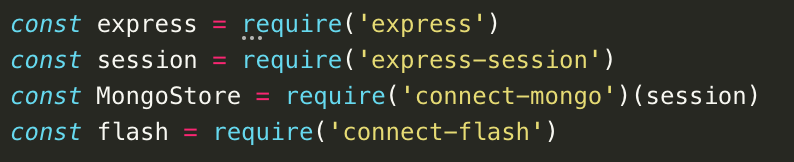 const express = require('express')
const session = require('express-session')
const MongoStore = require('connect-mongo')(session)
const flash = require('connect-flash')